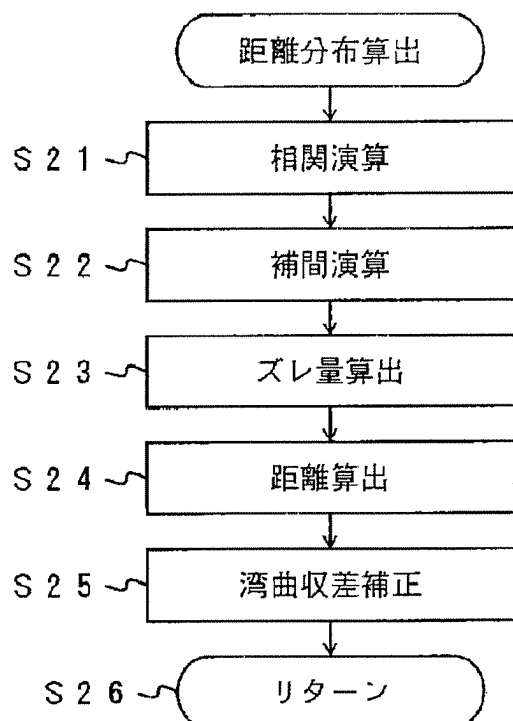 距離分布算出
S21 相関演算
S22 補間演算
S23 ズレ量算出
S24 距離算出
S25 湾曲収差補正
S26 リターン